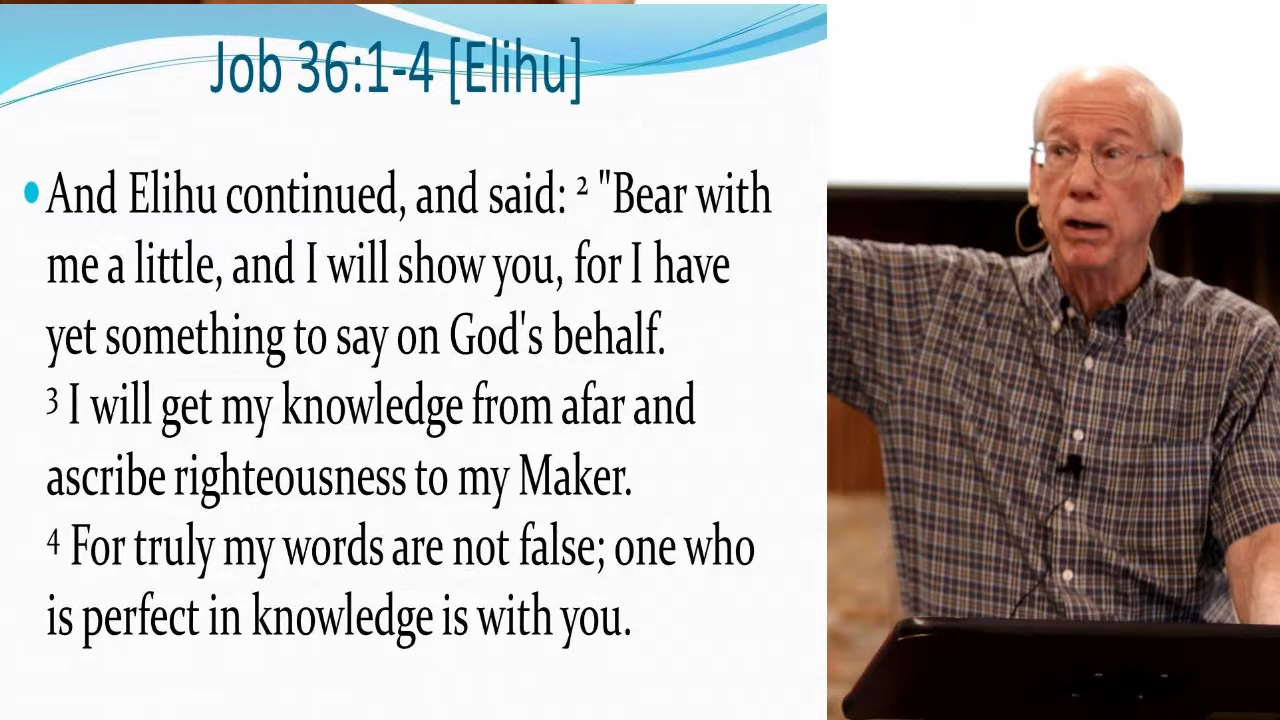 Job 36:1-4 [Elihu]
• And Elihu continued, and said: ² "Bear with
me a little, and I will show you, for I have
yet something to say on God's behalf.
³ I will get my knowledge from afar and
ascribe righteousness to my Maker.
⁴ For truly my words are not false; one who
is perfect in knowledge is with you.